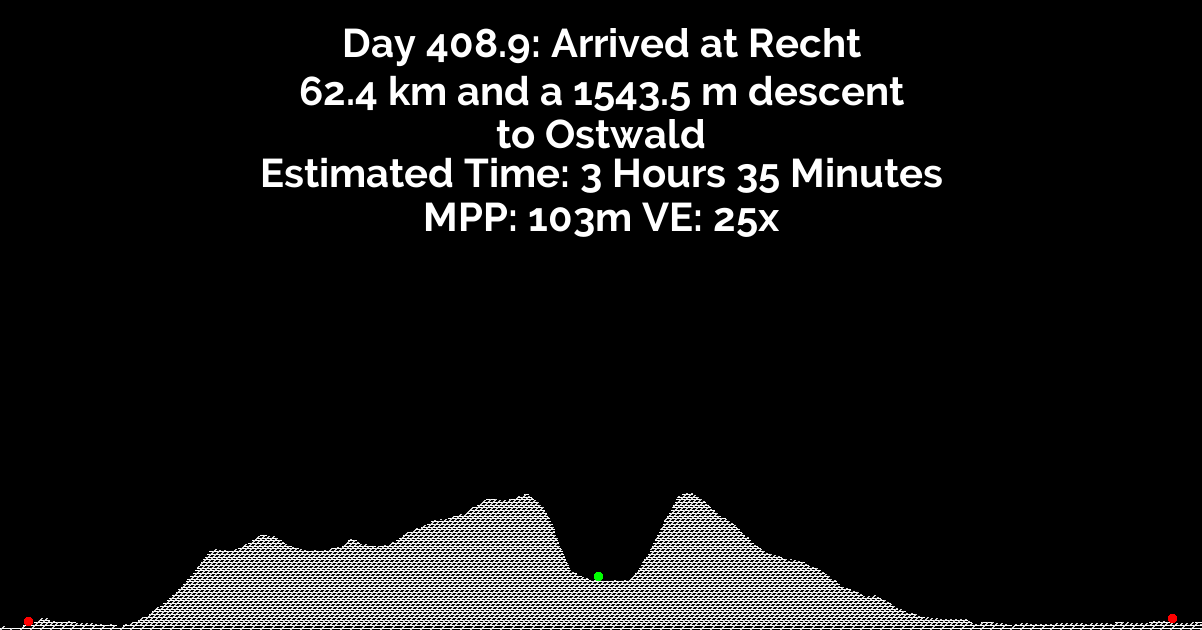 Day 408.9: Arrived at Recht
62.4 km and a 1543.5 m descent
to Ostwald
Estimated Time: 3 Hours 35 Minutes
MPP: 103m VE: 25x